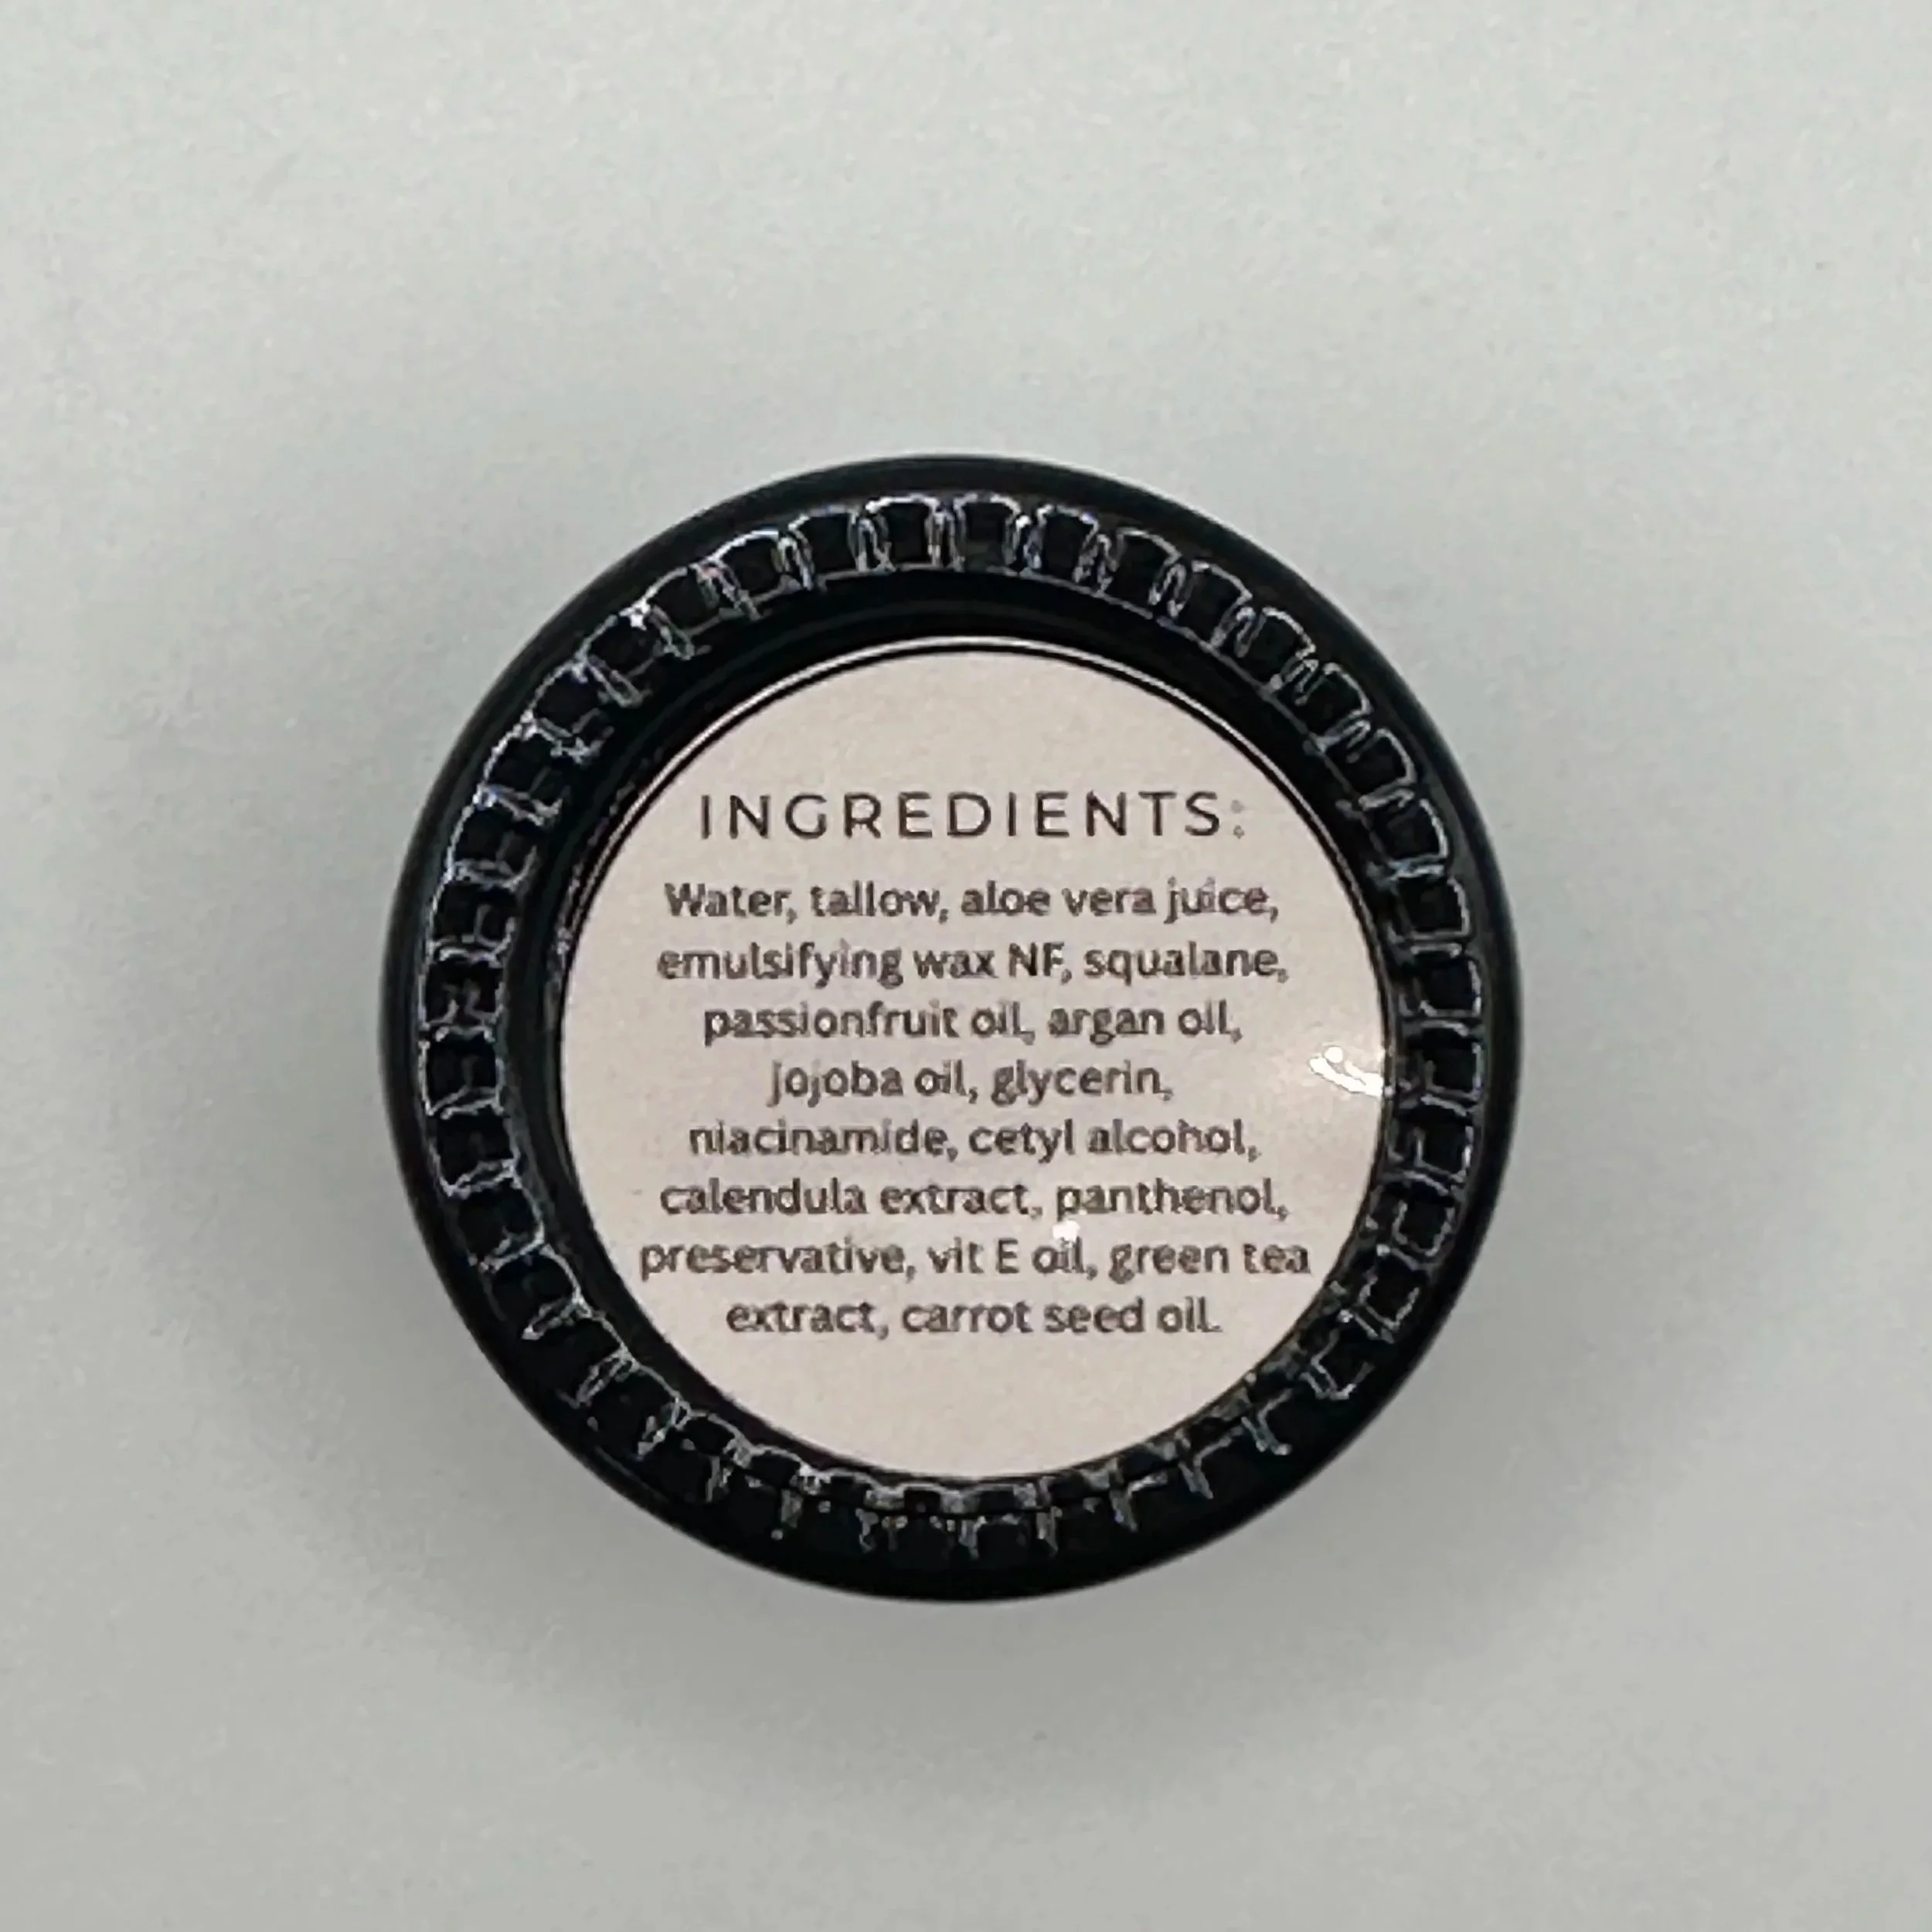 INGREDIENTS:
Water, tallow, aloe vera juice,
emulsifying wax NF, squalane,
passionfruit oil, argan oil,
jojoba oil, glycerin,
niacinamide, cetyl alcohol,
calendula extract, panthenol,
preservative, vit E oil, green tea
extract, carrot seed oil.